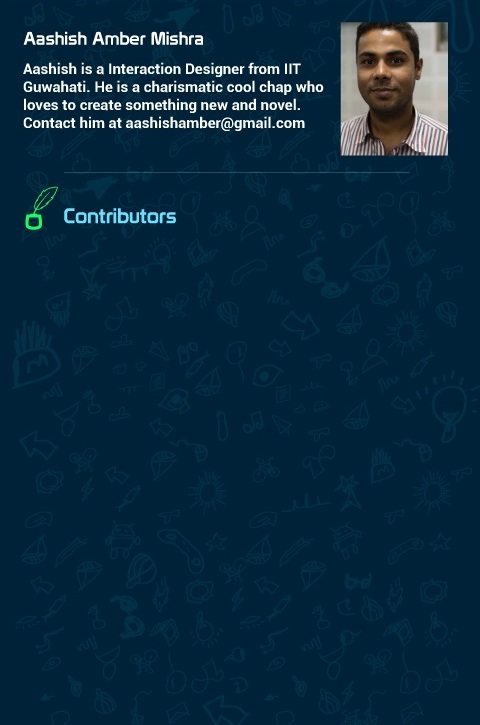 Aashish Amber Mishra
Aashish is a Interaction Designer from IIT
Guwahati. He is a charismatic cool chap who
loves to create something new and novel.
Contact him at aashishamber@gmail.com
Contributors